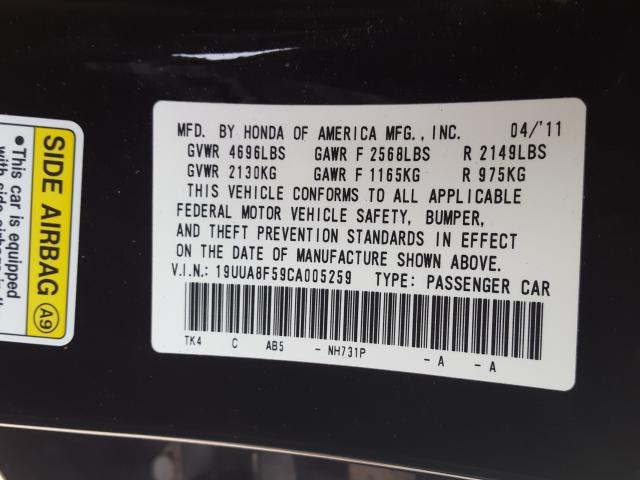 MFD. BY HONDA OF AMERICA MFG., INC. 04/'11
GVWR 4696LBS GAWR F 2568LBS R 2149LBS
GVWR 2130KG GAWR F 1165KG R 975KG
THIS VEHICLE CONFORMS TO ALL APPLICABLE
FEDERAL MOTOR VEHICLE SAFETY, BUMPER,
AND THEFT PREVENTION STANDARDS IN EFFECT
ON THE DATE OF MANUFACTURE SHOWN ABOVE.
V.I.N.: 19UUA8F59CA005259 TYPE: PASSENGER CAR
TK4 C AB5 - NH731P - A - A
SIDE AIRBAG A9
•This car is equipped
with side